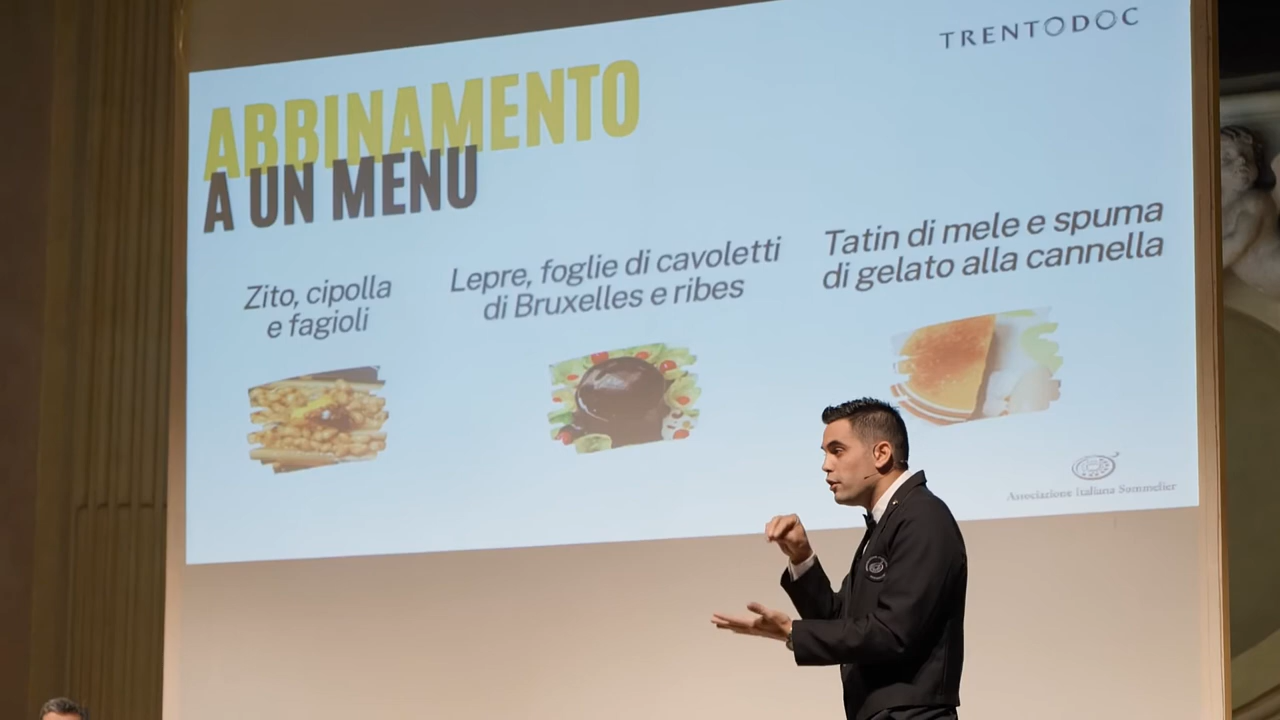 TRENTODOC
ABBINAMENTO
A UN MENU
Zito, cipolla
e fagioli
Lepre, foglie di cavoletti
di Bruxelles e ribes
Tatin di mele e spuma
di gelato alla cannella
Associazione Italiana Sommelier